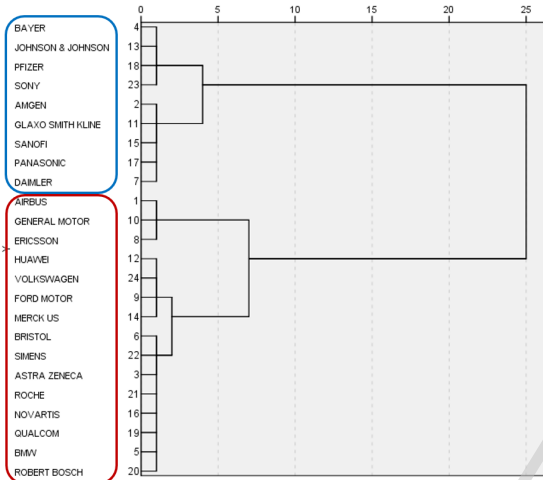 0 5 10 15 20 25
BAYER 4
JOHNSON & JOHNSON 13
PFIZER 18
SONY 23
AMGEN 2
GLAXO SMITH KLINE 11
SANOFI 15
PANASONIC 17
DAIMLER 7
AIRBUS 1
GENERAL MOTOR 10
ERICSSON 8
HUAWEI 12
VOLKSWAGEN 24
FORD MOTOR 9
MERCK US 14
BRISTOL 6
SIMENS 22
ASTRA ZENECA 3
ROCHE 21
NOVARTIS 16
QUALCOM 19
BMW 5
ROBERT BOSCH 20